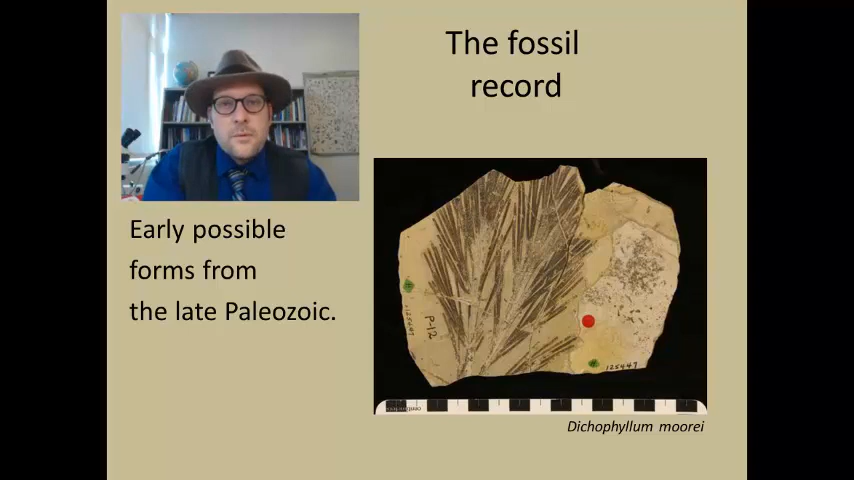 The fossil
record
Early possible
forms from
the late Paleozoic.
P-12
125447
Dichophyllum moorei